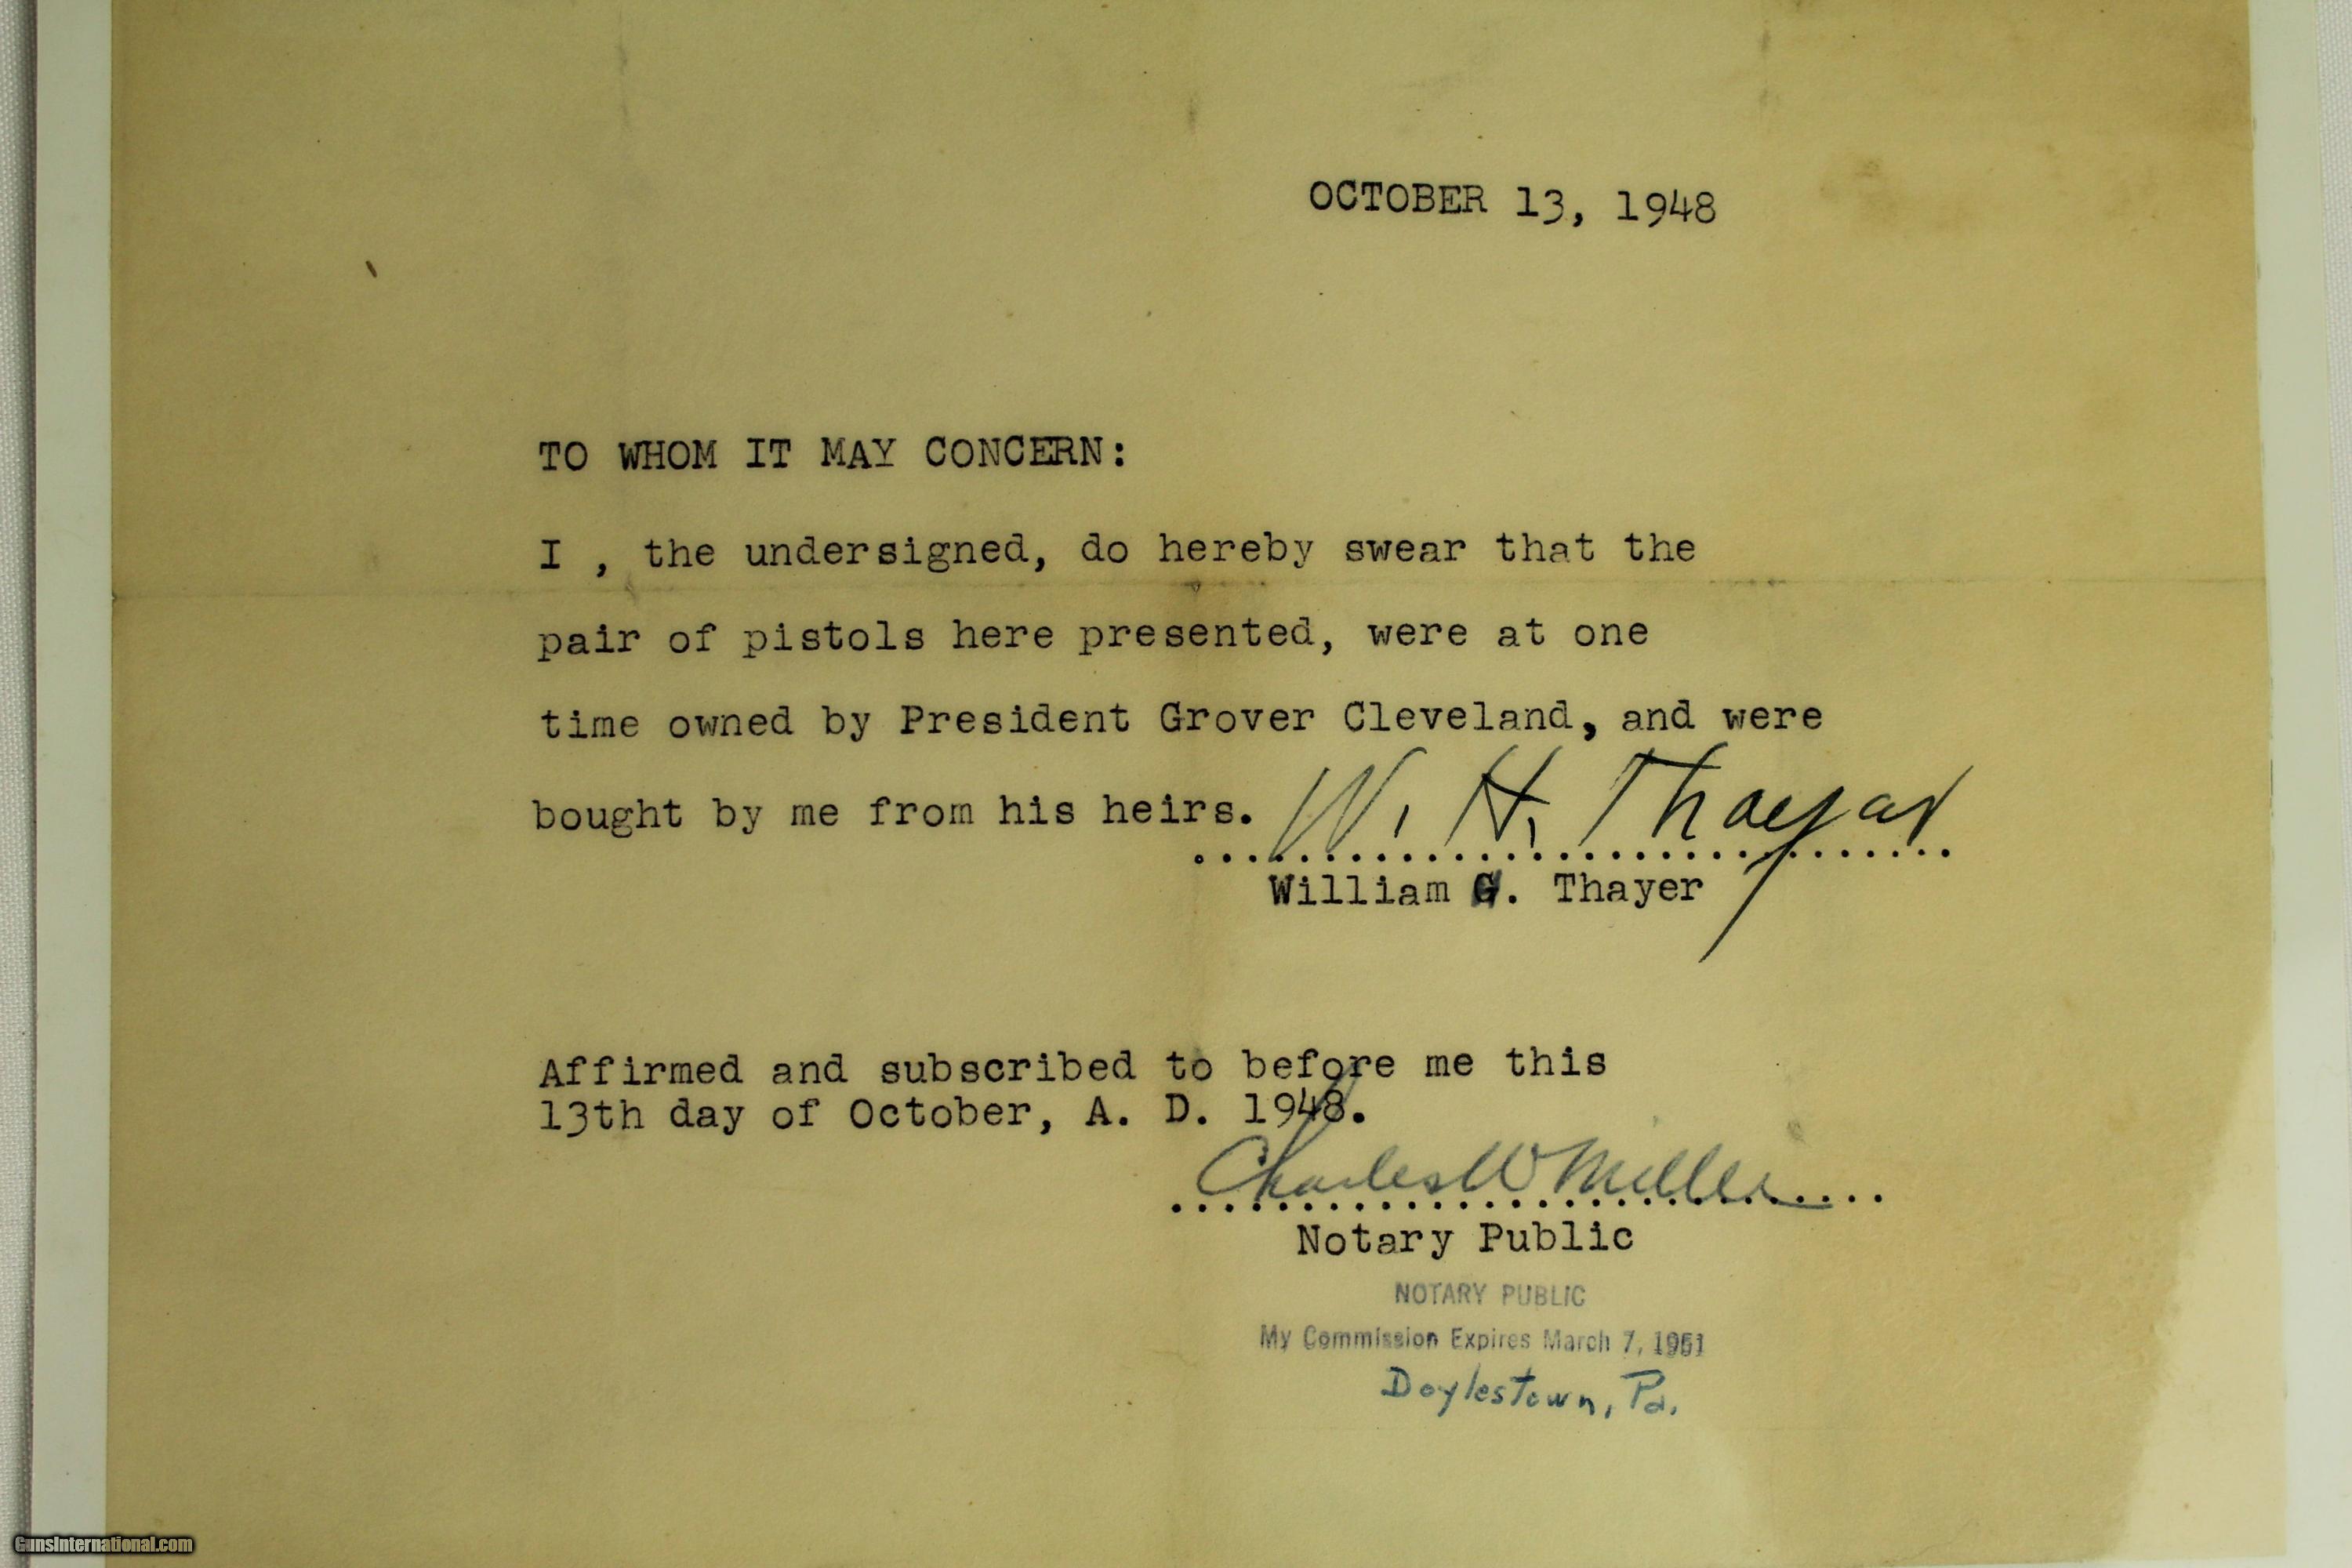 OCTOBER 13, 1948
TO WHOM IT MAY CONCERN:
I , the undersigned, do hereby swear that the
pair of pistols here presented, were at one
time owned by President Grover Cleveland, and were
bought by me from his heirs.
W. H. Thayer
..............................
William H. Thayer
Affirmed and subscribed to before me this
13th day of October, A. D. 1948.
Charles W Miller
............................
Notary Public
NOTARY PUBLIC
My Commission Expires March 7, 1951
Doylestown, Pa.
GunsInternational.com